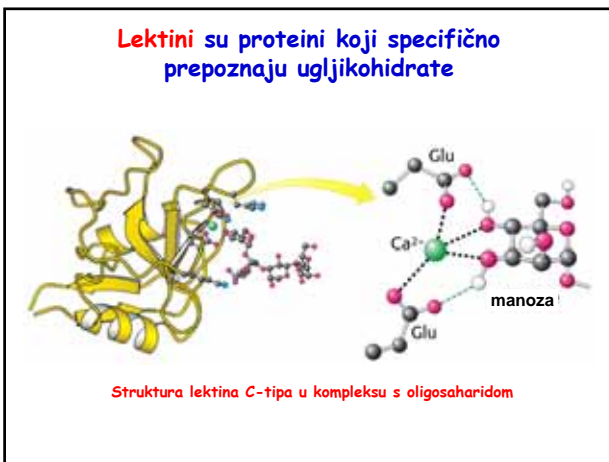 Lektini su proteini koji specifično
prepoznaju ugljikohidrate
Glu
Ca²⁺
manoza
Glu
Struktura lektina C-tipa u kompleksu s oligosaharidom